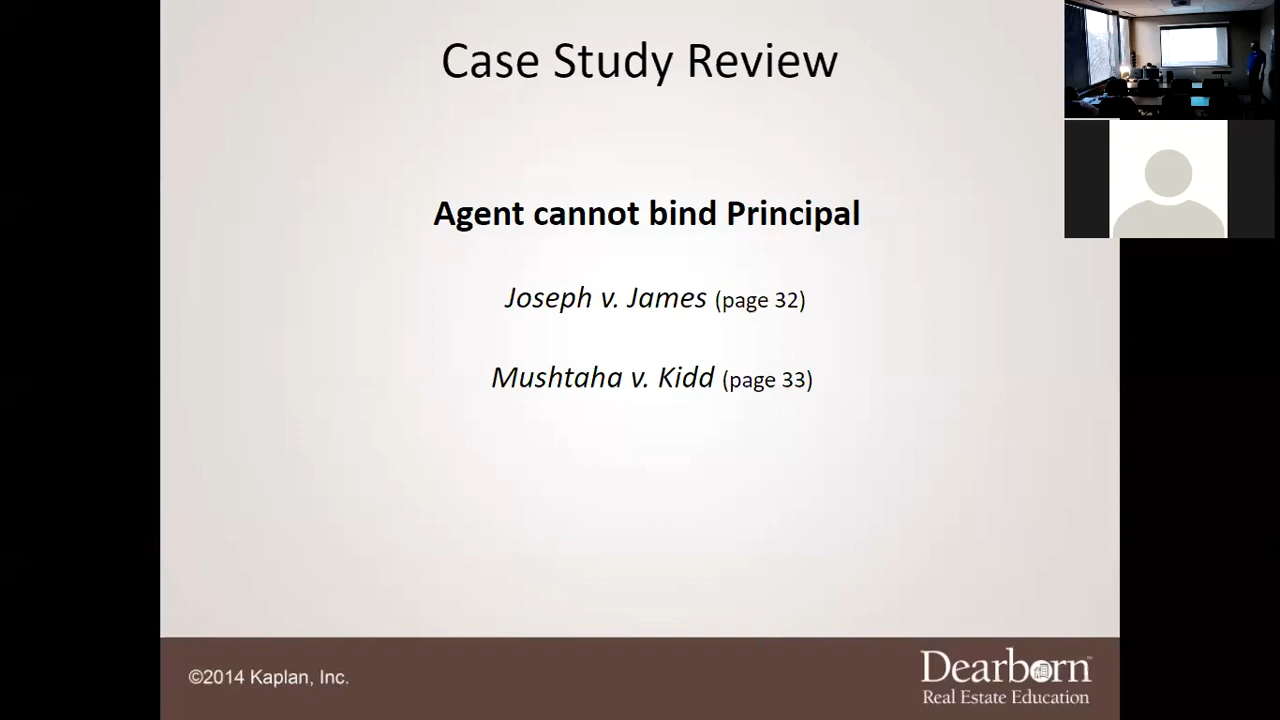 Case Study Review
Agent cannot bind Principal
Joseph v. James (page 32)
Mushtaha v. Kidd (page 33)
©2014 Kaplan, Inc.
Dearborn™
Real Estate Education